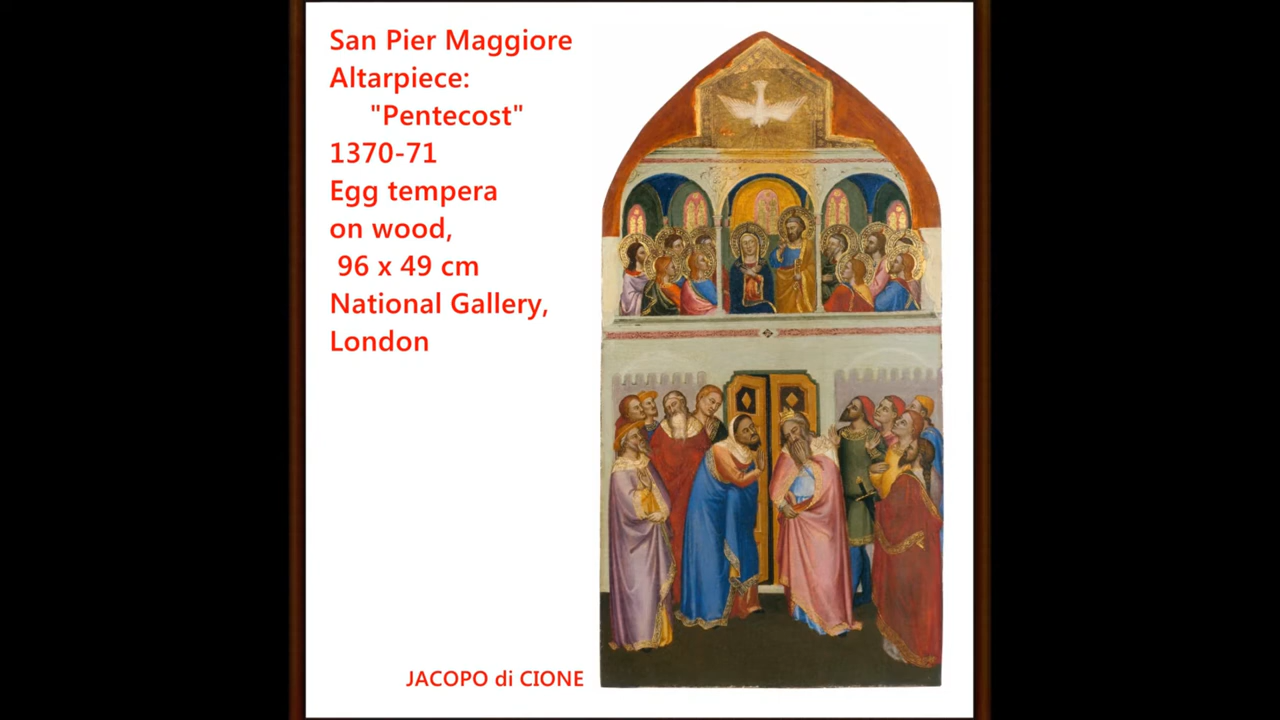 San Pier Maggiore
Altarpiece:
"Pentecost"
1370-71
Egg tempera
on wood,
96 x 49 cm
National Gallery,
London
JACOPO di CIONE